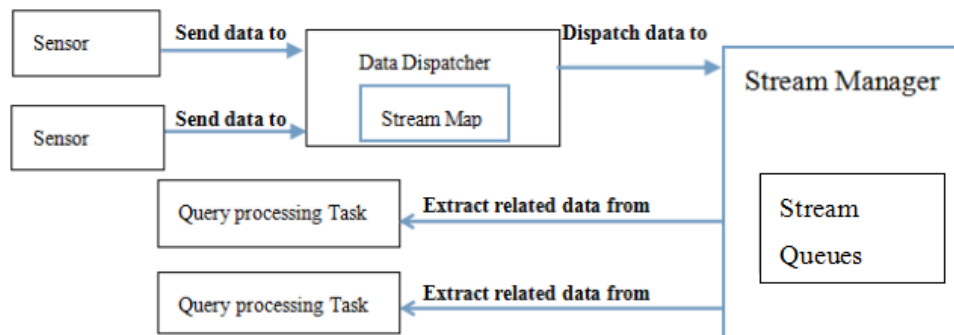 Sensor
Send data to
Dispatch data to
Data Dispatcher
Stream Map
Stream Manager
Sensor
Send data to
Query processing Task
Extract related data from
Stream
Queues
Query processing Task
Extract related data from